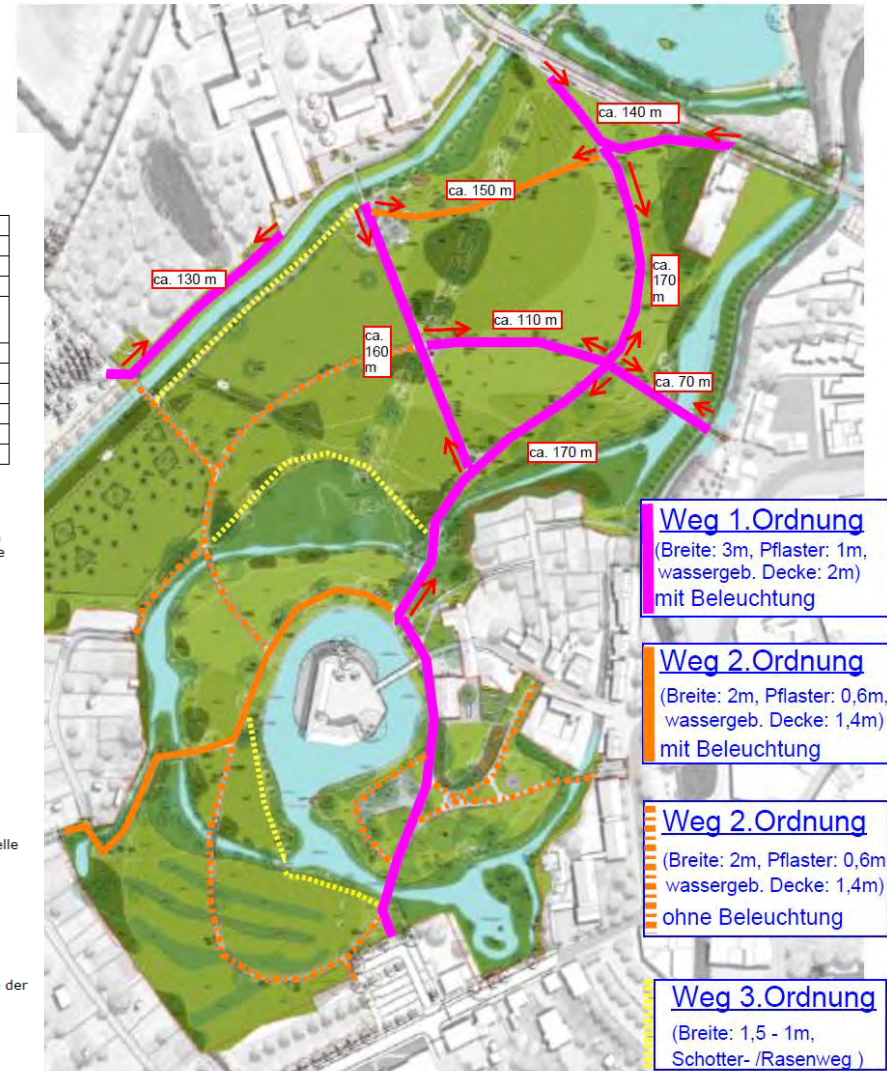 ca. 140 m
ca. 150 m
ca. 130 m
ca.
170
m
ca. 110 m
ca.
160
m
ca. 70 m
ca. 170 m
e
elle
der
Weg 1.Ordnung
(Breite: 3m, Pflaster: 1m,
wassergeb. Decke: 2m)
mit Beleuchtung
Weg 2.Ordnung
(Breite: 2m, Pflaster: 0,6m,
wassergeb. Decke: 1,4m)
mit Beleuchtung
Weg 2.Ordnung
(Breite: 2m, Pflaster: 0,6m
wassergeb. Decke: 1,4m)
ohne Beleuchtung
Weg 3.Ordnung
(Breite: 1,5 - 1m,
Schotter- /Rasenweg )